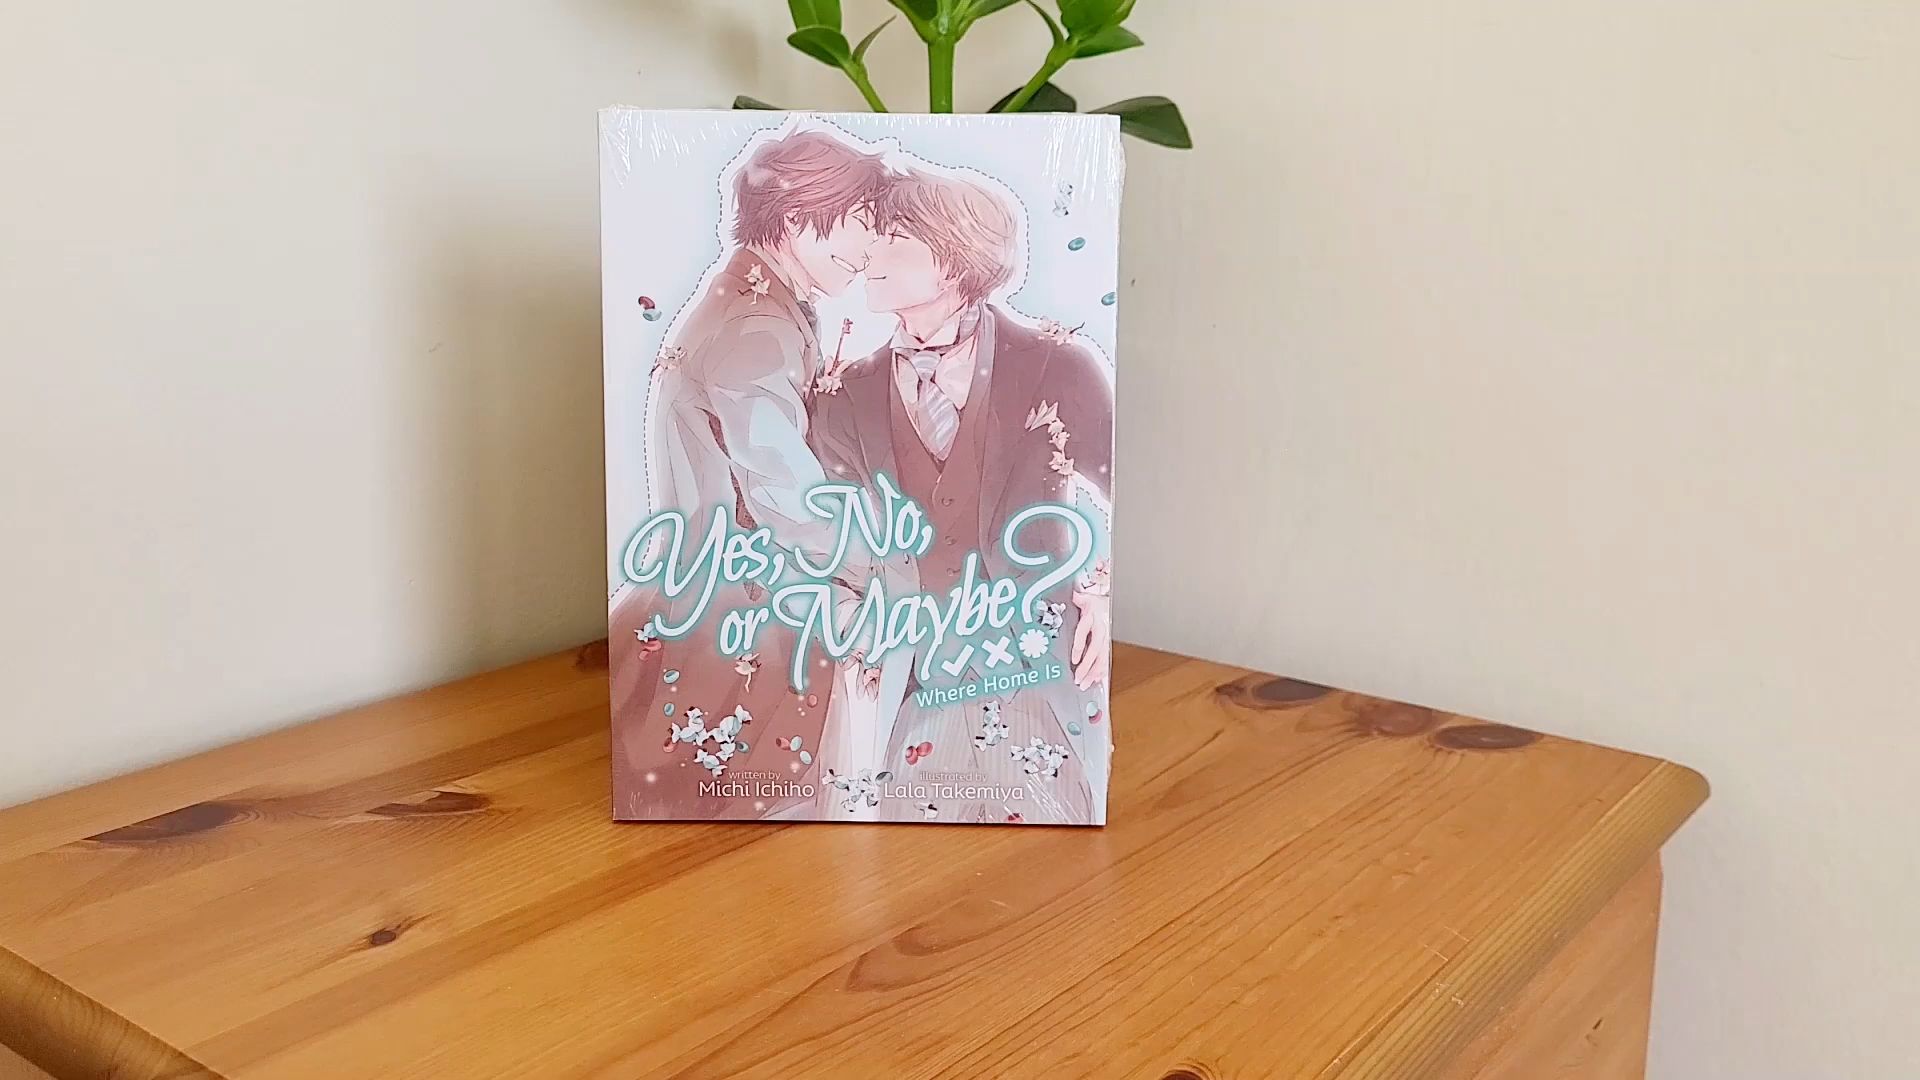 Yes, No,
or Maybe?
Where Home Is
written by
Michi Ichiho
illustrated by
Lala Takemiya